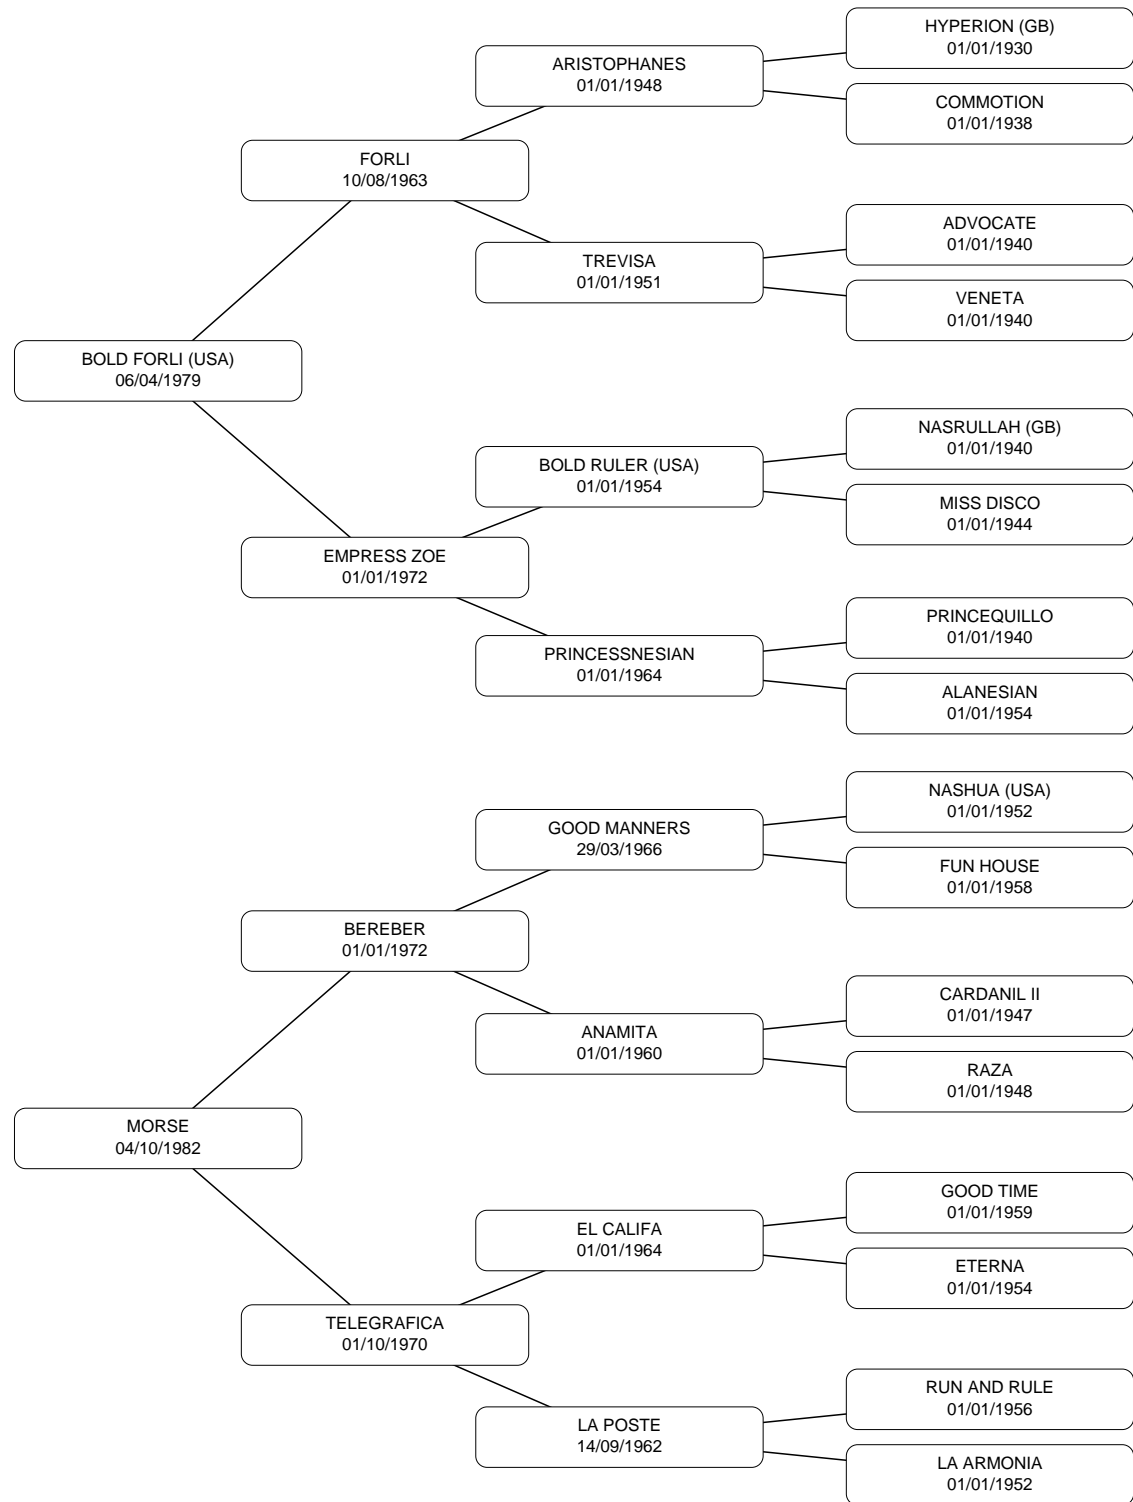 HYPERION (GB)
01/01/1930
ARISTOPHANES
01/01/1948
COMMOTION
01/01/1938
FORLI
10/08/1963
ADVOCATE
01/01/1940
TREVISA
01/01/1951
VENETA
01/01/1940
BOLD FORLI (USA)
06/04/1979
NASRULLAH (GB)
01/01/1940
BOLD RULER (USA)
01/01/1954
MISS DISCO
01/01/1944
EMPRESS ZOE
01/01/1972
PRINCEQUILLO
01/01/1940
PRINCESSNESIAN
01/01/1964
ALANESIAN
01/01/1954
NASHUA (USA)
01/01/1952
GOOD MANNERS
29/03/1966
FUN HOUSE
01/01/1958
BEREBER
01/01/1972
CARDANIL II
01/01/1947
ANAMITA
01/01/1960
RAZA
01/01/1948
MORSE
04/10/1982
GOOD TIME
01/01/1959
EL CALIFA
01/01/1964
ETERNA
01/01/1954
TELEGRAFICA
01/10/1970
RUN AND RULE
01/01/1956
LA POSTE
14/09/1962
LA ARMONIA
01/01/1952